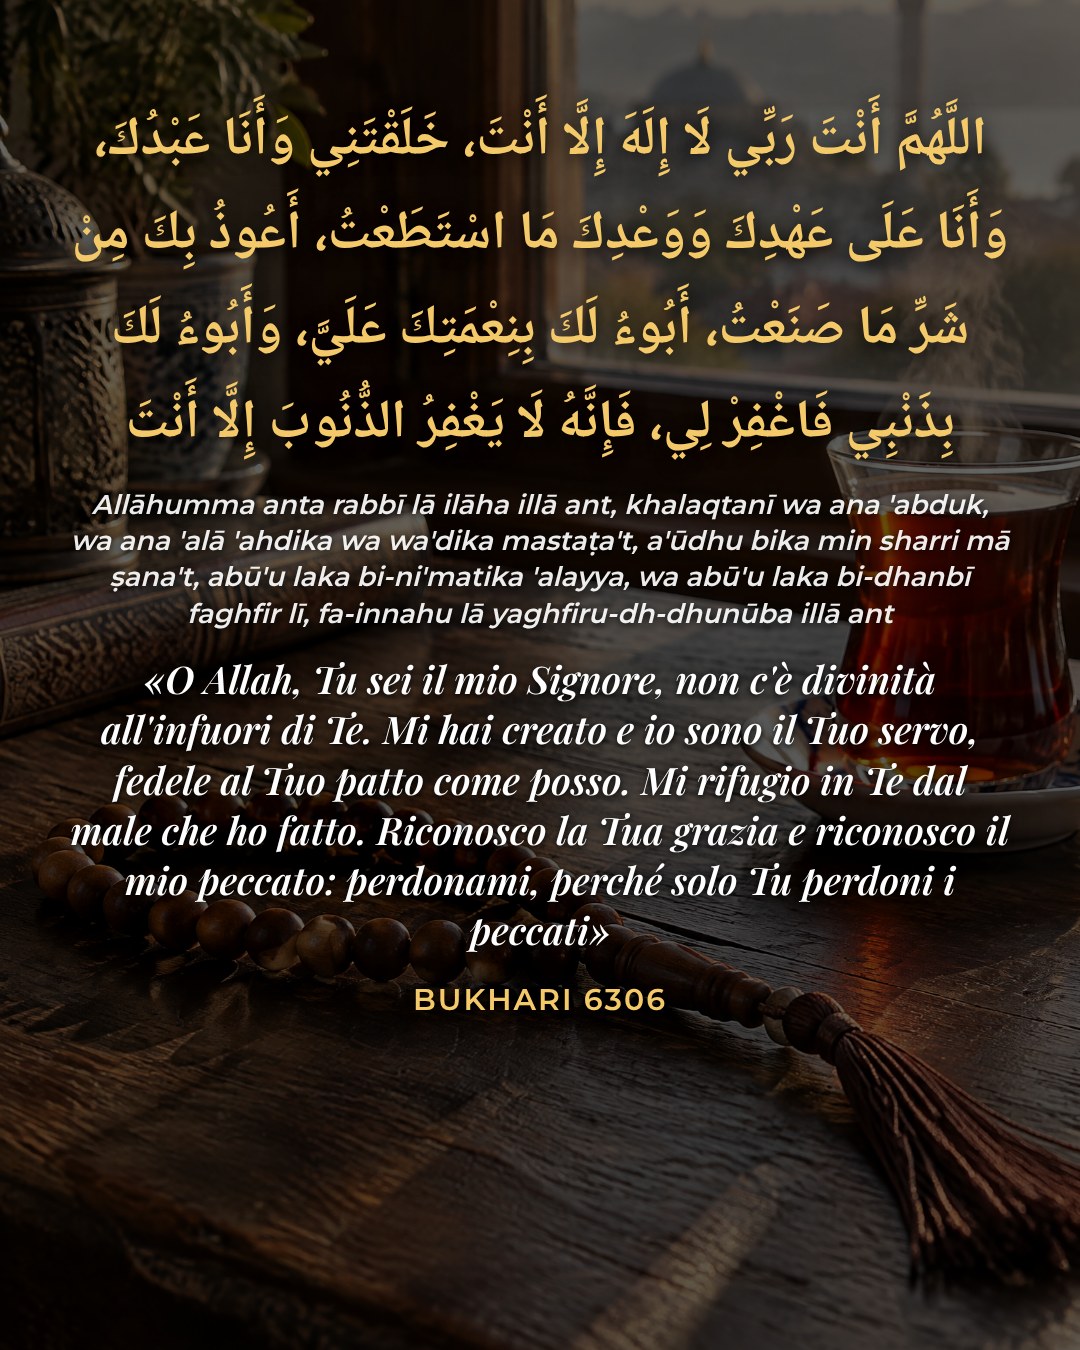 اللَّهُمَّ أَنْتَ رَبِّي لَا إِلَهَ إِلَّا أَنْتَ، خَلَقْتَنِي وَأَنَا عَبْدُكَ،
وَأَنَا عَلَى عَهْدِكَ وَوَعْدِكَ مَا اسْتَطَعْتُ، أَعُوذُ بِكَ مِنْ
شَرِّ مَا صَنَعْتُ، أَبُوءُ لَكَ بِنِعْمَتِكَ عَلَيَّ، وَأَبُوءُ لَكَ
بِذَنْبِي فَاغْفِرْ لِي، فَإِنَّهُ لَا يَغْفِرُ الذُّنُوبَ إِلَّا أَنْتَ
Allāhumma anta rabbī lā ilāha illā ant, khalaqtanī wa ana 'abduk,
wa ana 'alā 'ahdika wa wa'dika mastaṭa't, a'ūdhu bika min sharri mā
ṣana't, abū'u laka bi-ni'matika 'alayya, wa abū'u laka bi-dhanbī
faghfir lī, fa-innahu lā yaghfiru-dh-dhunūba illā ant
«O Allah, Tu sei il mio Signore, non c'è divinità
all'infuori di Te. Mi hai creato e io sono il Tuo servo,
fedele al Tuo patto come posso. Mi rifugio in Te dal
male che ho fatto. Riconosco la Tua grazia e riconosco il
mio peccato: perdonami, perché solo Tu perdoni i
peccati»
BUKHARI 6306